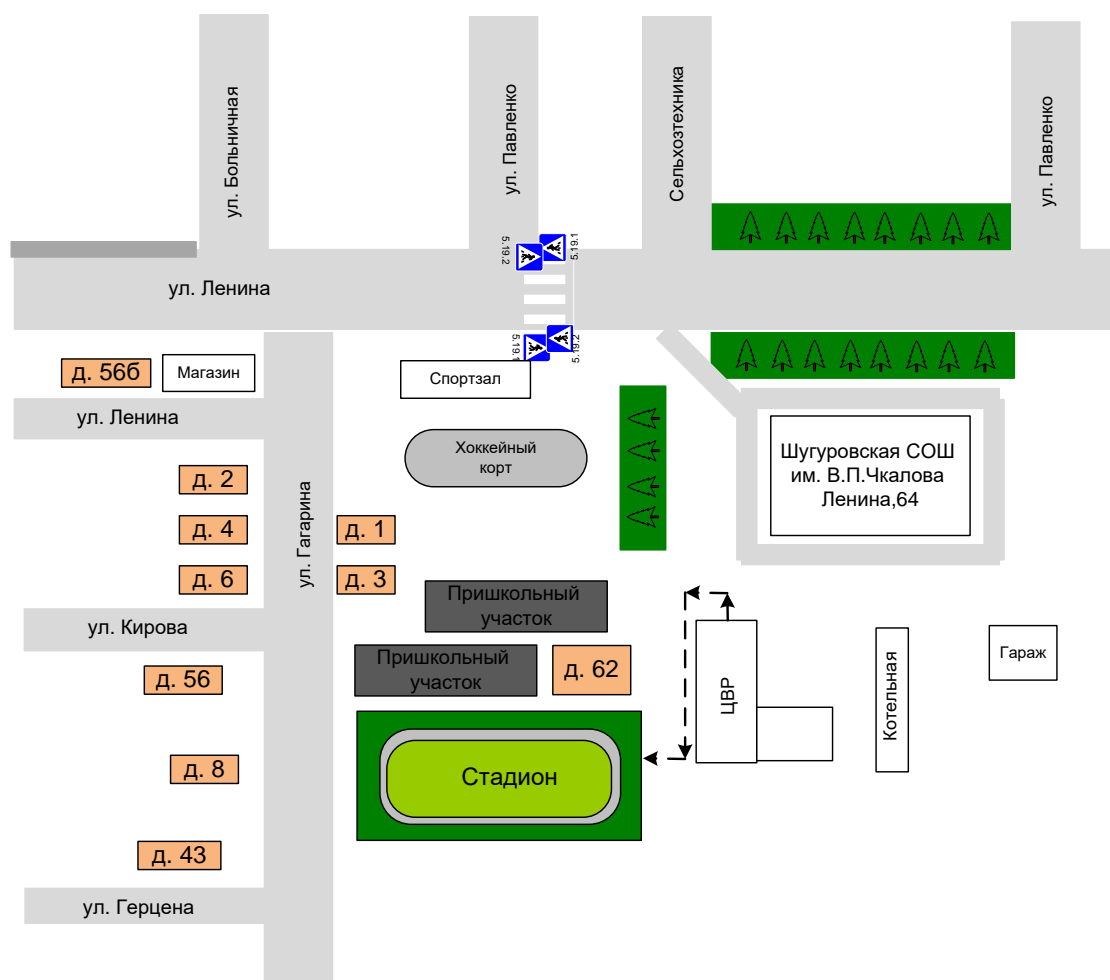 ул. Больничная
ул. Павленко
Сельхозтехника
ул. Павленко
5.19.2
5.19.1
ул. Ленина
5.19.1
5.19.2
д. 56б
Магазин
Спортзал
ул. Ленина
Хоккейный
корт
Шугуровская СОШ
им. В.П.Чкалова
Ленина,64
д. 2
д. 4
д. 1
ул. Гагарина
д. 6
д. 3
Пришкольный
участок
ул. Кирова
Пришкольный
участок
д. 62
д. 56
ЦВР
Котельная
Гараж
д. 8
Стадион
д. 43
ул. Герцена